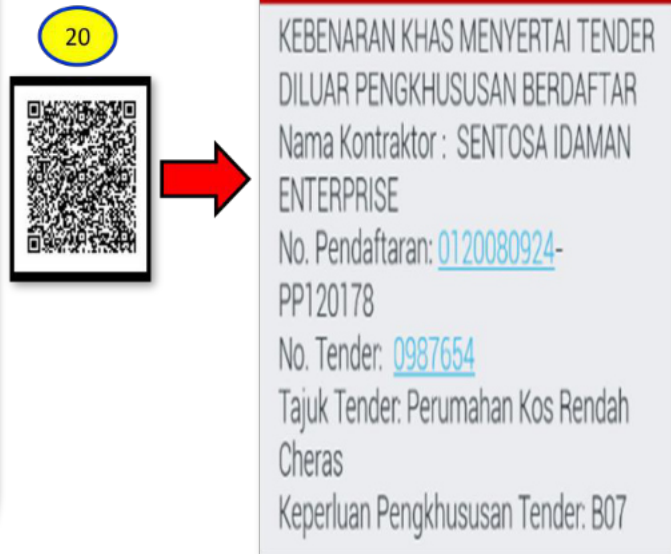 20
KEBENARAN KHAS MENYERTAI TENDER
DILUAR PENGKHUSUSAN BERDAFTAR
Nama Kontraktor : SENTOSA IDAMAN
ENTERPRISE
No. Pendaftaran: 0120080924-
PP120178
No. Tender: 0987654
Tajuk Tender: Perumahan Kos Rendah
Cheras
Keperluan Pengkhususan Tender: B07